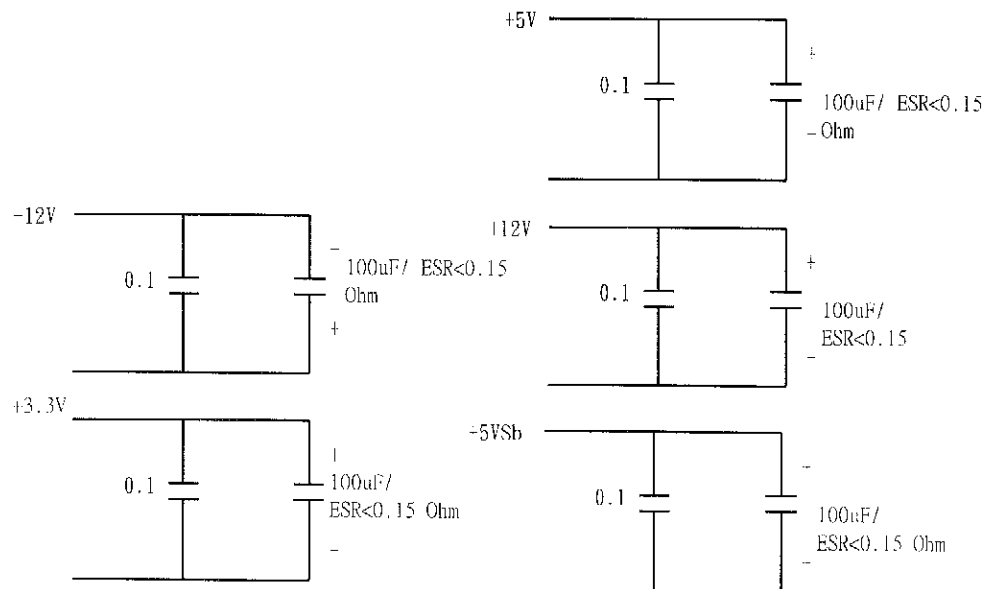 +5V
+
0.1
100uF/ ESR<0.15
-
Ohm
-12V
-
0.1
100uF/ ESR<0.15
Ohm
+
+12V
+
0.1
100uF/
ESR<0.15
-
+3.3V
+
0.1
100uF/
ESR<0.15 Ohm
-
+5VSb
0.1
100uF/
ESR<0.15 Ohm
-